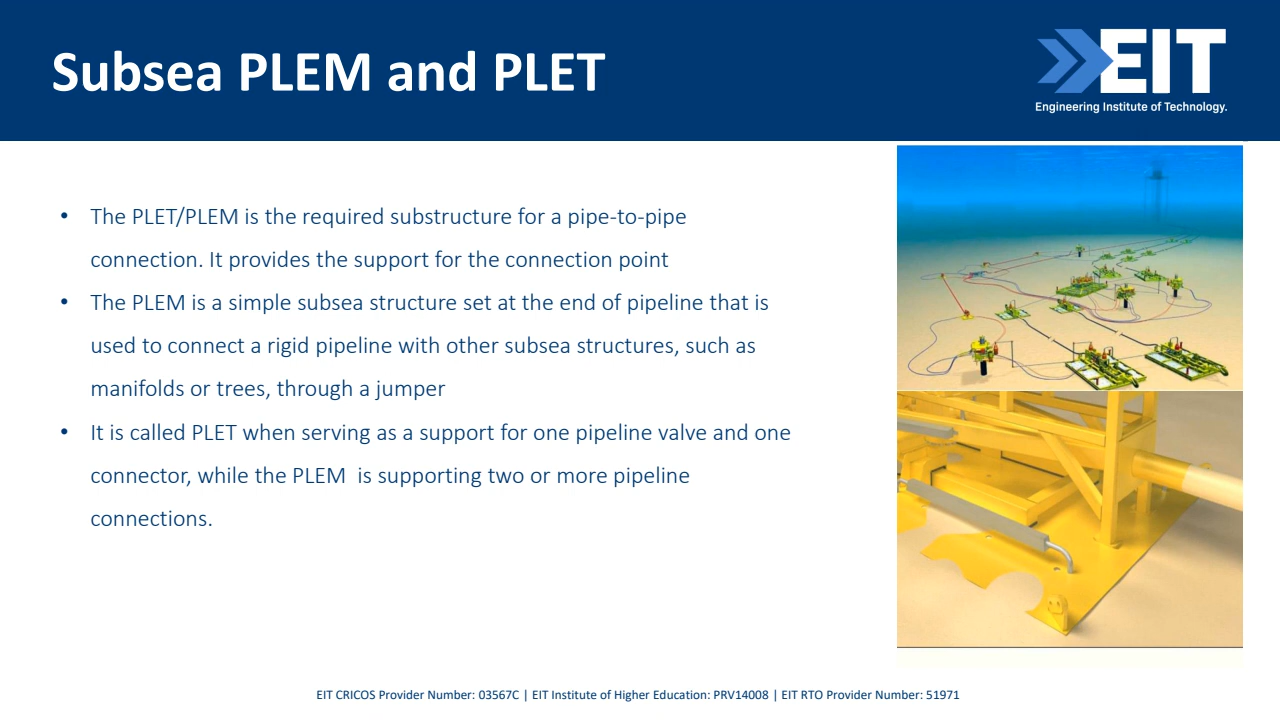 Subsea PLEM and PLET
EIT
Engineering Institute of Technology.
• The PLET/PLEM is the required substructure for a pipe-to-pipe
connection. It provides the support for the connection point
• The PLEM is a simple subsea structure set at the end of pipeline that is
used to connect a rigid pipeline with other subsea structures, such as
manifolds or trees, through a jumper
• It is called PLET when serving as a support for one pipeline valve and one
connector, while the PLEM  is supporting two or more pipeline
connections.
EIT CRICOS Provider Number: 03567C | EIT Institute of Higher Education: PRV14008 | EIT RTO Provider Number: 51971